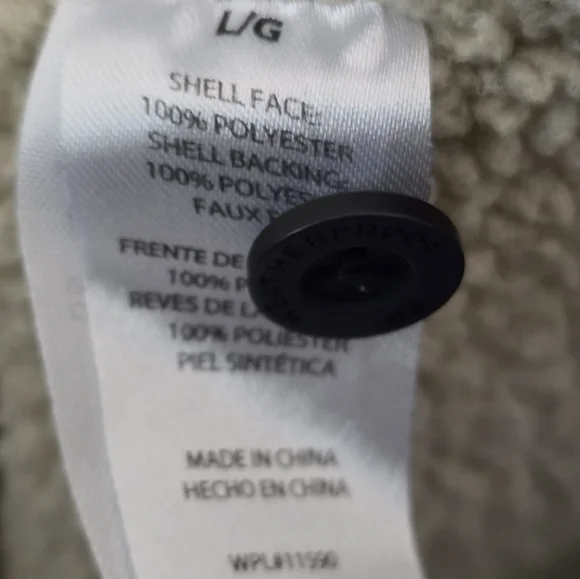 L/G
SHELL FACE:
100% POLYESTER
SHELL BACKING:
100% POLYES
FAUX
FRENTE DE
100% P
REVES DE LA
100% POLIESTER
PIEL SINTÉTICA
MADE IN CHINA
HECHO EN CHINA
WPL#11590